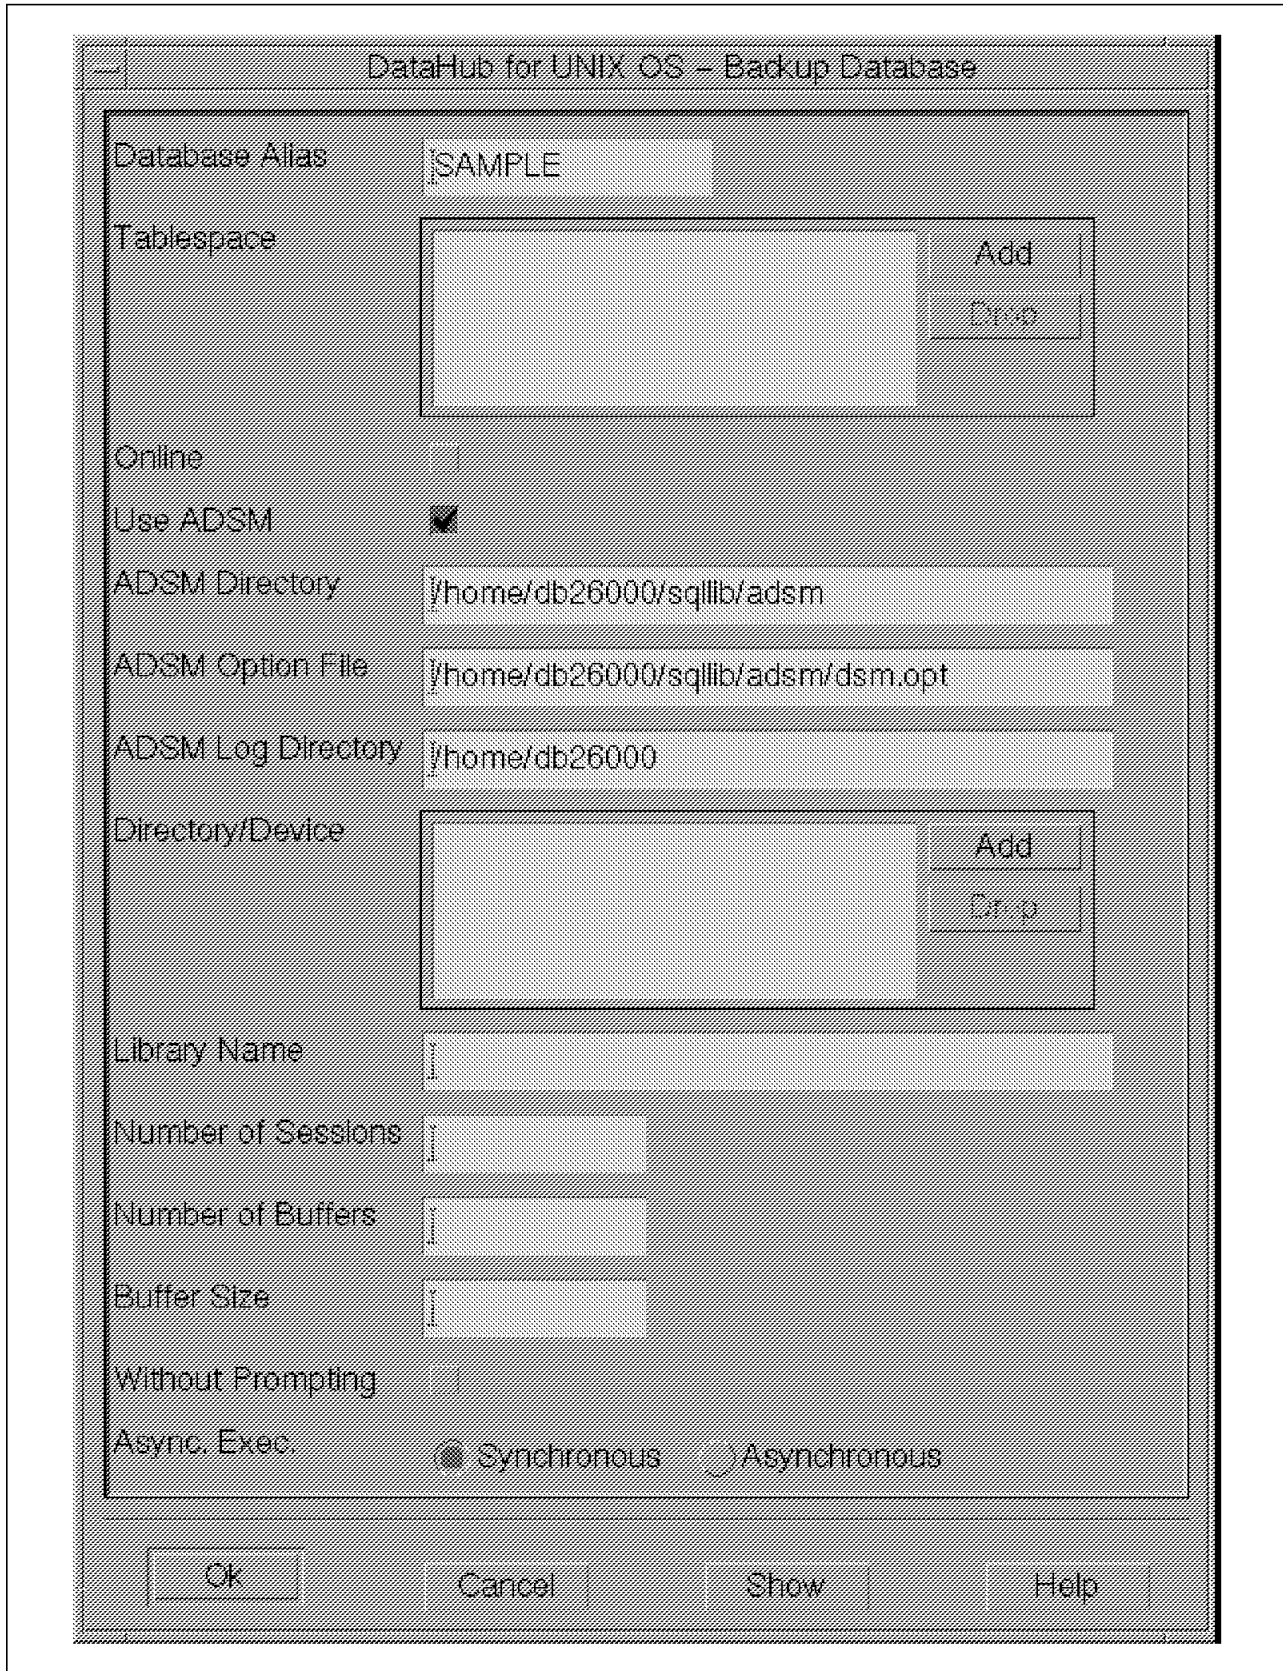 DataHub for UNIX OS – Backup Database
Database Alias SAMPLE
Tablespace Add
Drop
Online
Use ADSM
ADSM Directory /home/db26000/sqllib/adsm
ADSM Option File /home/db26000/sqllib/adsm/dsm.opt
ADSM Log Directory /home/db26000
Directory/Device Add
Drop
Library Name
Number of Sessions
Number of Buffers
Buffer Size
Without Prompting
Async. Exec. Synchronous Asynchronous
Ok Cancel Show Help